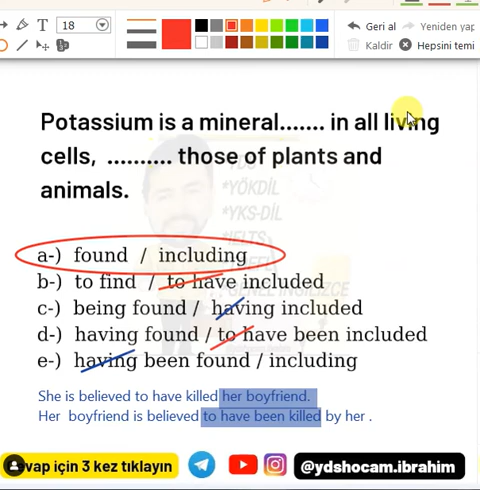 T 18 Geri al Yeniden yap
Kaldır Hepsini temi
Potassium is a mineral....... in all living
cells, .......... those of plants and
animals.
*YÖKDİL
*YKS-DİL
*IELTS
a-) found / including
b-) to find / to have included
c-) being found / having included
d-) having found / to have been included
e-) having been found / including
She is believed to have killed her boyfriend.
Her boyfriend is believed to have been killed by her .
evap için 3 kez tıklayın @ydshocam.ibrahim